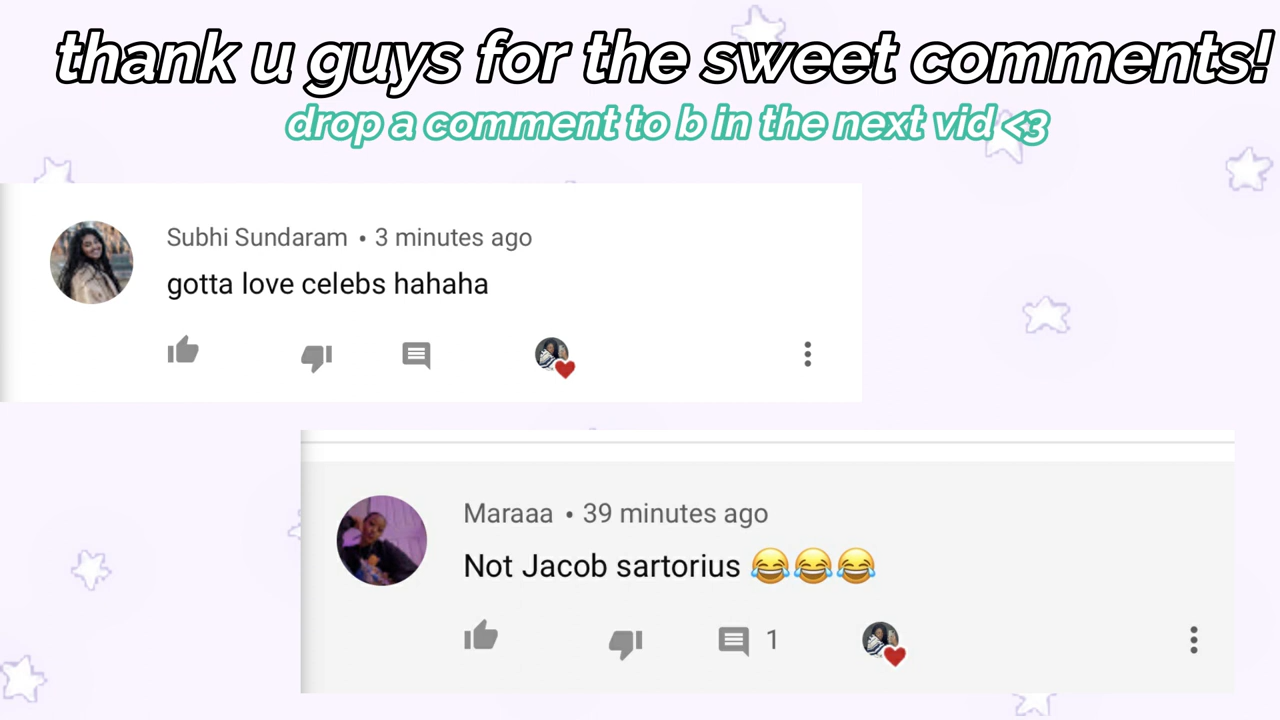 thank u guys for the sweet comments!
drop a comment to b in the next vid <3
Subhi Sundaram • 3 minutes ago
gotta love celebs hahaha
Maraaa • 39 minutes ago
Not Jacob sartorius 😂😂😂
1